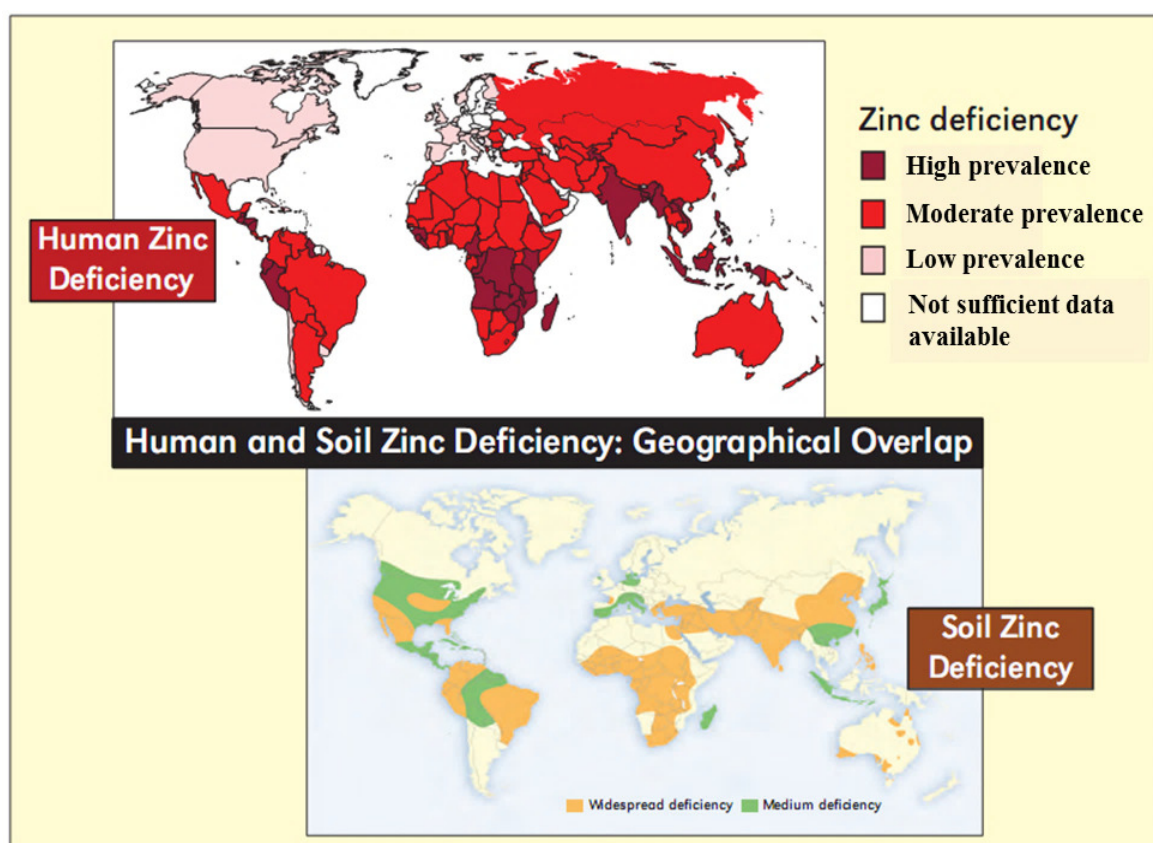 Zinc deficiency
High prevalence
Moderate prevalence
Low prevalence
Not sufficient data
available
Human Zinc
Deficiency
Human and Soil Zinc Deficiency: Geographical Overlap
Soil Zinc
Deficiency
Widespread deficiency
Medium deficiency